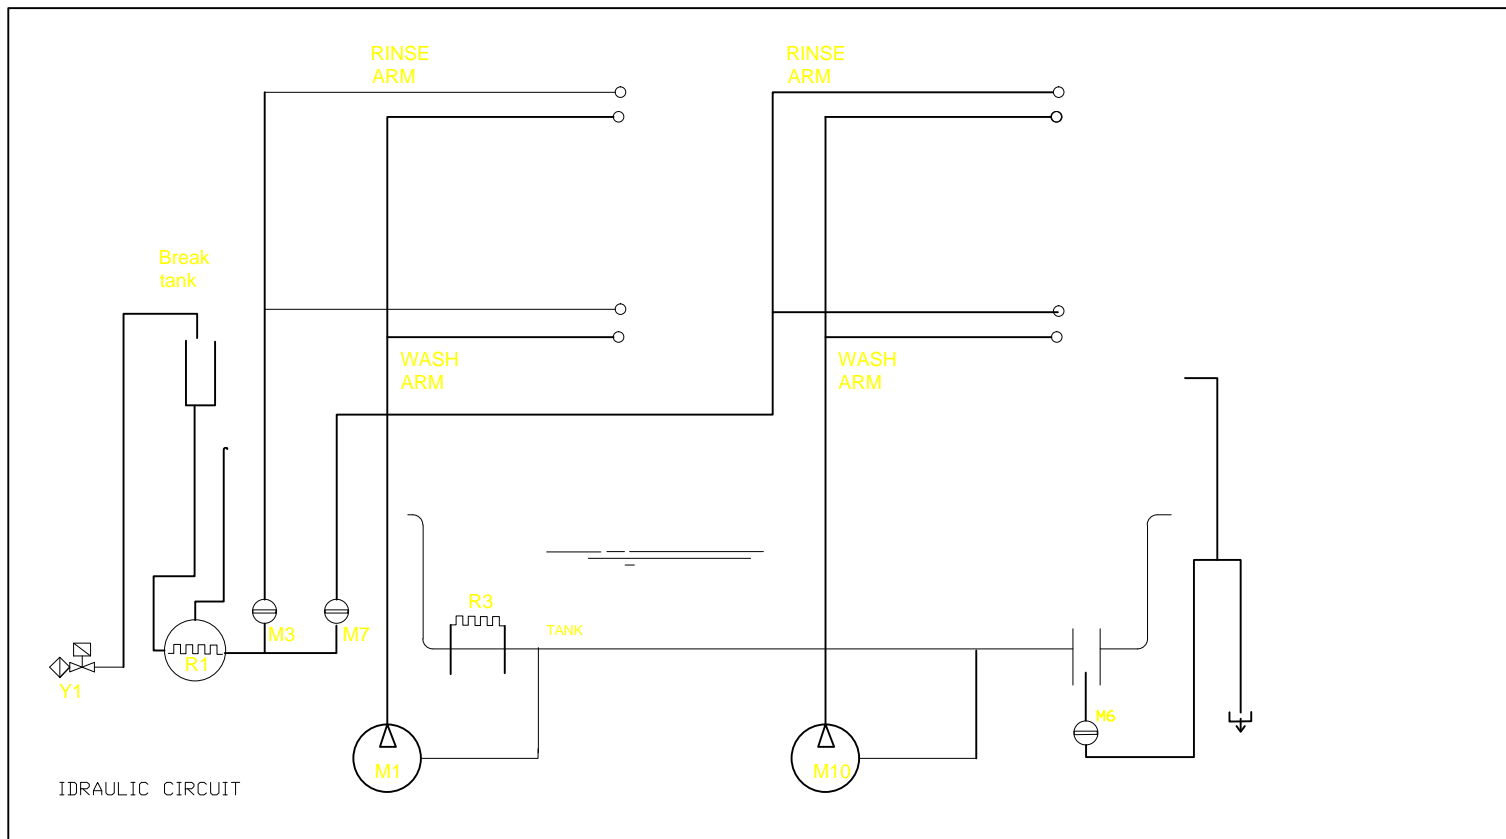 RINSE
ARM
RINSE
ARM
Break
tank
WASH
ARM
WASH
ARM
R3
TANK
M3
M7
R1
Y1
M6
M1
M10
IDRAULIC CIRCUIT